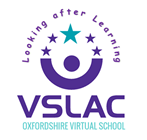 Looking after Learning
VSLAC
OXFORDSHIRE VIRTUAL SCHOOL